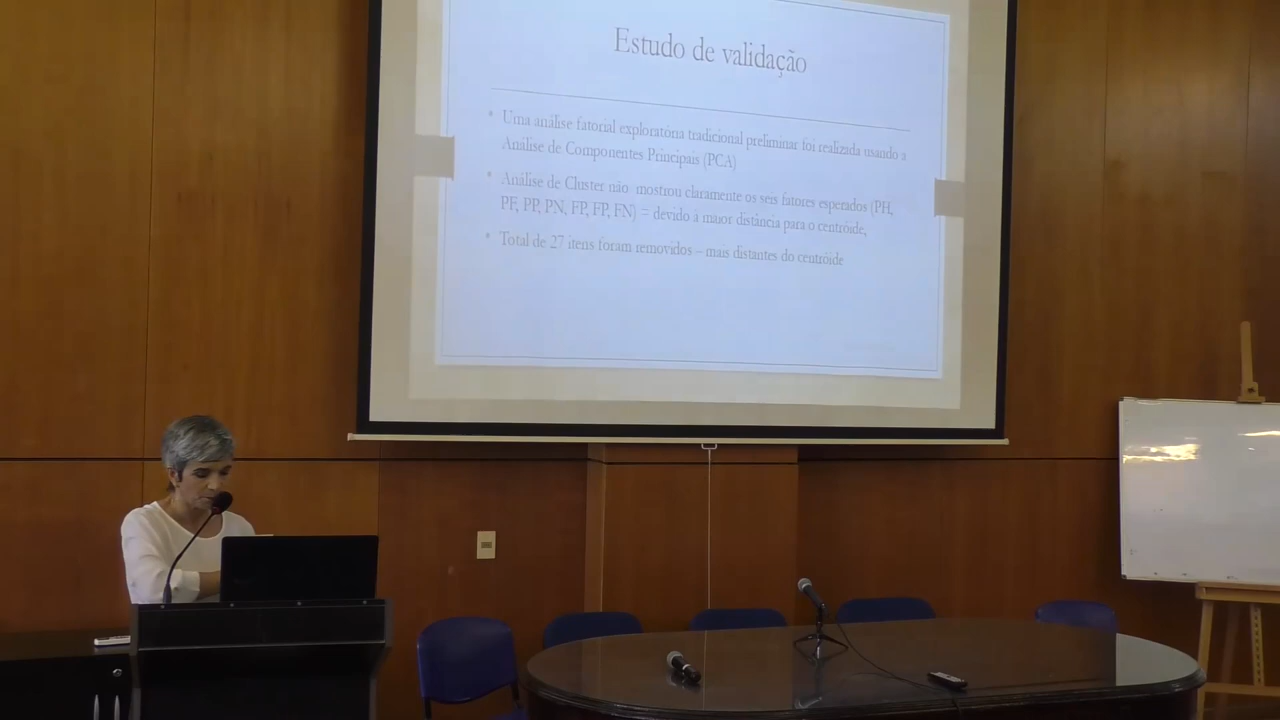 Estudo de validação
• Uma análise fatorial exploratória tradicional preliminar foi realizada usando a
Análise de Componentes Principais (PCA)
• Análise de Cluster não mostrou claramente os seis fatores esperados (PH,
PF, PP, PN, FP, FP, FN) = devido à maior distância para o centróide,
• Total de 27 itens foram removidos – mais distantes do centróide